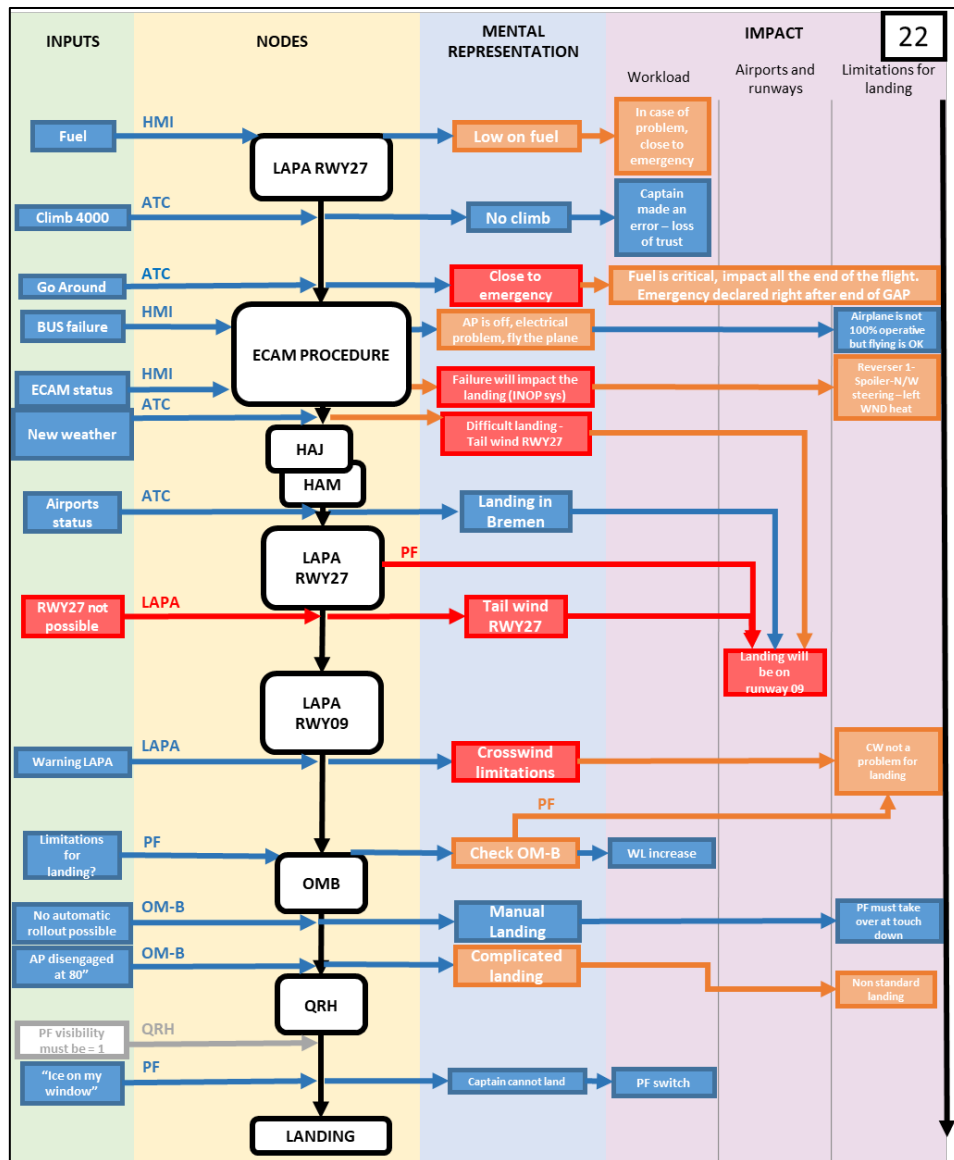 INPUTS
NODES
MENTAL
REPRESENTATION
IMPACT
22
Workload
Airports and
runways
Limitations for
landing
Fuel
HMI
LAPA RWY27
Low on fuel
In case of
problem,
close to
emergency
Climb 4000
ATC
No climb
Captain
made an
error – loss
of trust
Go Around
ATC
Close to
emergency
Fuel is critical, impact all the end of the flight.
Emergency declared right after end of GAP
BUS failure
HMI
ECAM PROCEDURE
AP is off, electrical
problem, fly the plane
Airplane is not
100% operative
but flying is OK
ECAM status
HMI
Failure will impact the
landing (INOP sys)
Reverser 1-
Spoiler-N/W
steering – left
WND heat
New weather
ATC
Difficult landing -
Tail wind RWY27
HAJ
HAM
Airports
status
ATC
Landing in
Bremen
LAPA
RWY27
PF
RWY27 not
possible
LAPA
Tail wind
RWY27
Landing will
be on
runway 09
LAPA
RWY09
Warning LAPA
LAPA
Crosswind
limitations
CW not a
problem for
landing
PF
Limitations
for
landing?
PF
OMB
Check OM-B
WL increase
No automatic
rollout possible
OM-B
Manual
Landing
PF must take
over at touch
down
AP disengaged
at 80”
OM-B
Complicated
landing
Non standard
landing
QRH
PF visibility
must be = 1
QRH
“Ice on my
window”
PF
Captain cannot land
PF switch
LANDING